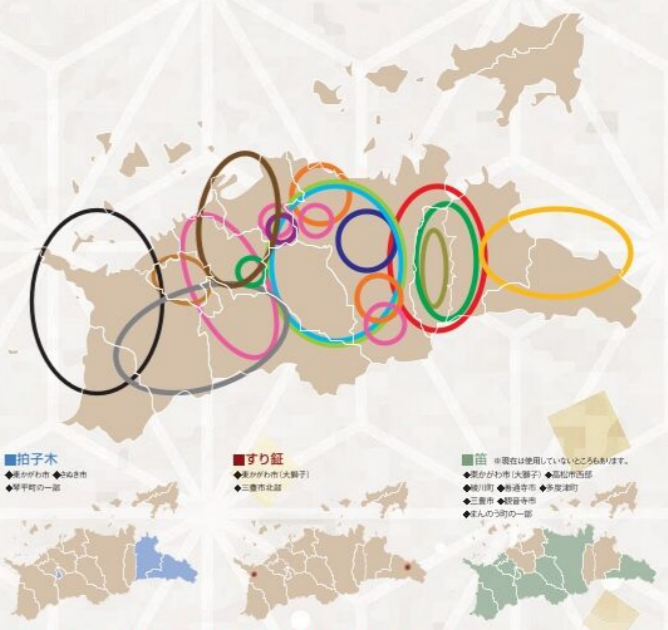 ■拍子木
◆東かがわ市 ◆さぬき市
◆琴平町の一部
■すり鉦
◆東かがわ市(大獅子)
◆三豊市北部
■笛 ※現在は使用していないところもあります。
◆東かがわ市(大獅子) ◆高松市西部
◆綾川町 ◆善通寺市 ◆多度津町
◆三豊市 ◆観音寺市
◆まんのう町の一部